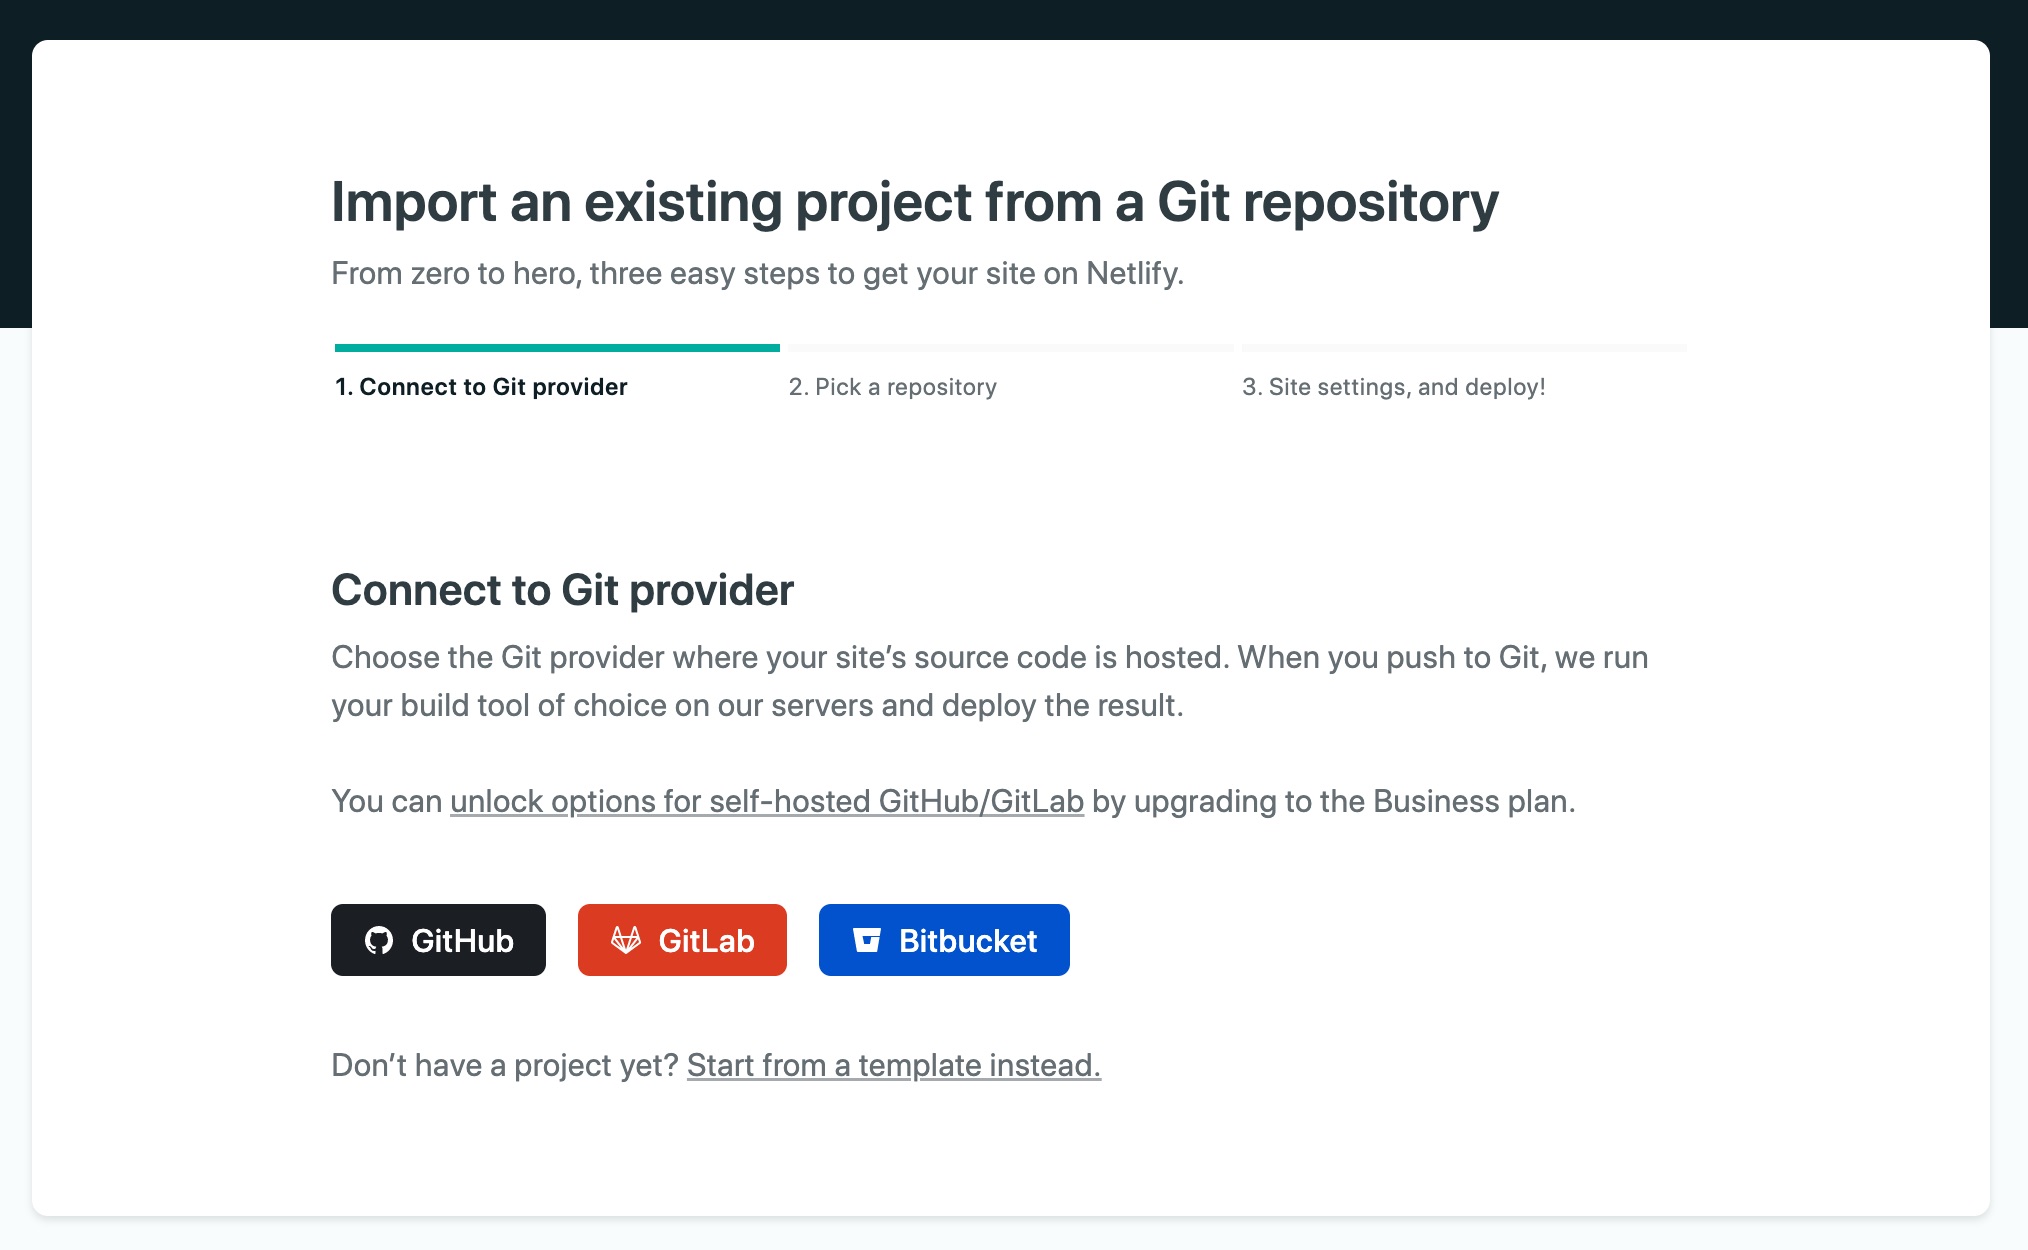 Import an existing project from a Git repository
From zero to hero, three easy steps to get your site on Netlify.
1. Connect to Git provider
2. Pick a repository
3. Site settings, and deploy!
Connect to Git provider
Choose the Git provider where your site’s source code is hosted. When you push to Git, we run
your build tool of choice on our servers and deploy the result.
You can unlock options for self-hosted GitHub/GitLab by upgrading to the Business plan.
GitHub
GitLab
Bitbucket
Don’t have a project yet? Start from a template instead.